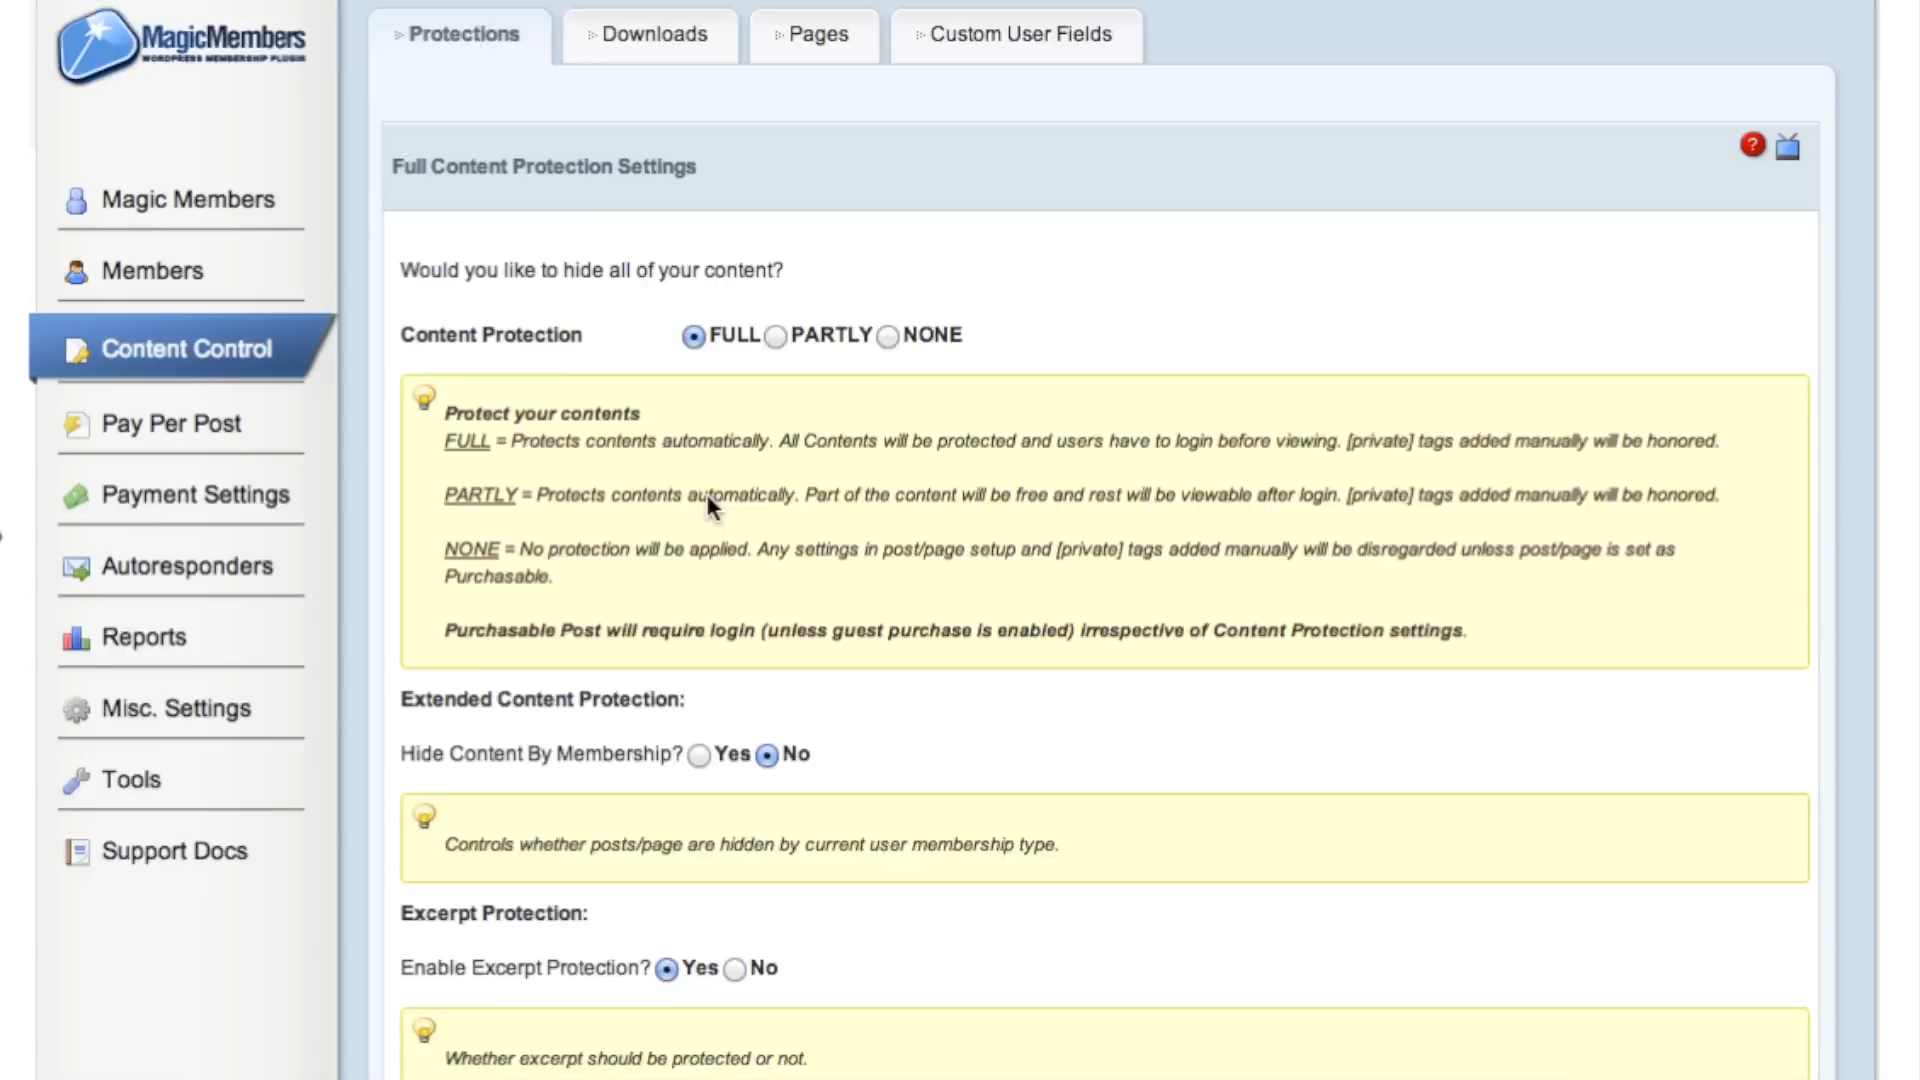 MagicMembers
WORDPRESS MEMBERSHIP PLUGIN
Protections
Downloads
Pages
Custom User Fields
Magic Members
Members
Content Control
Pay Per Post
Payment Settings
Autoresponders
Reports
Misc. Settings
Tools
Support Docs
Full Content Protection Settings
?
Would you like to hide all of your content?
Content Protection FULL PARTLY NONE
Protect your contents
FULL = Protects contents automatically. All Contents will be protected and users have to login before viewing. [private] tags added manually will be honored.
PARTLY = Protects contents automatically. Part of the content will be free and rest will be viewable after login. [private] tags added manually will be honored.
NONE = No protection will be applied. Any settings in post/page setup and [private] tags added manually will be disregarded unless post/page is set as
Purchasable.
Purchasable Post will require login (unless guest purchase is enabled) irrespective of Content Protection settings.
Extended Content Protection:
Hide Content By Membership? Yes No
Controls whether posts/page are hidden by current user membership type.
Excerpt Protection:
Enable Excerpt Protection? Yes No
Whether excerpt should be protected or not.